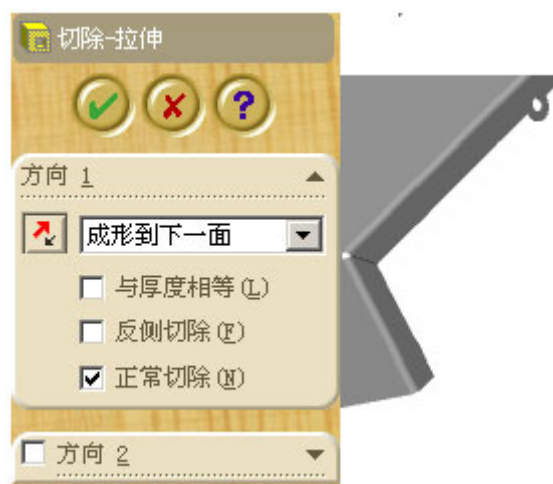 切除-拉伸
?
方向 1
成形到下一面
与厚度相等(L)
反侧切除(F)
正常切除(N)
方向 2